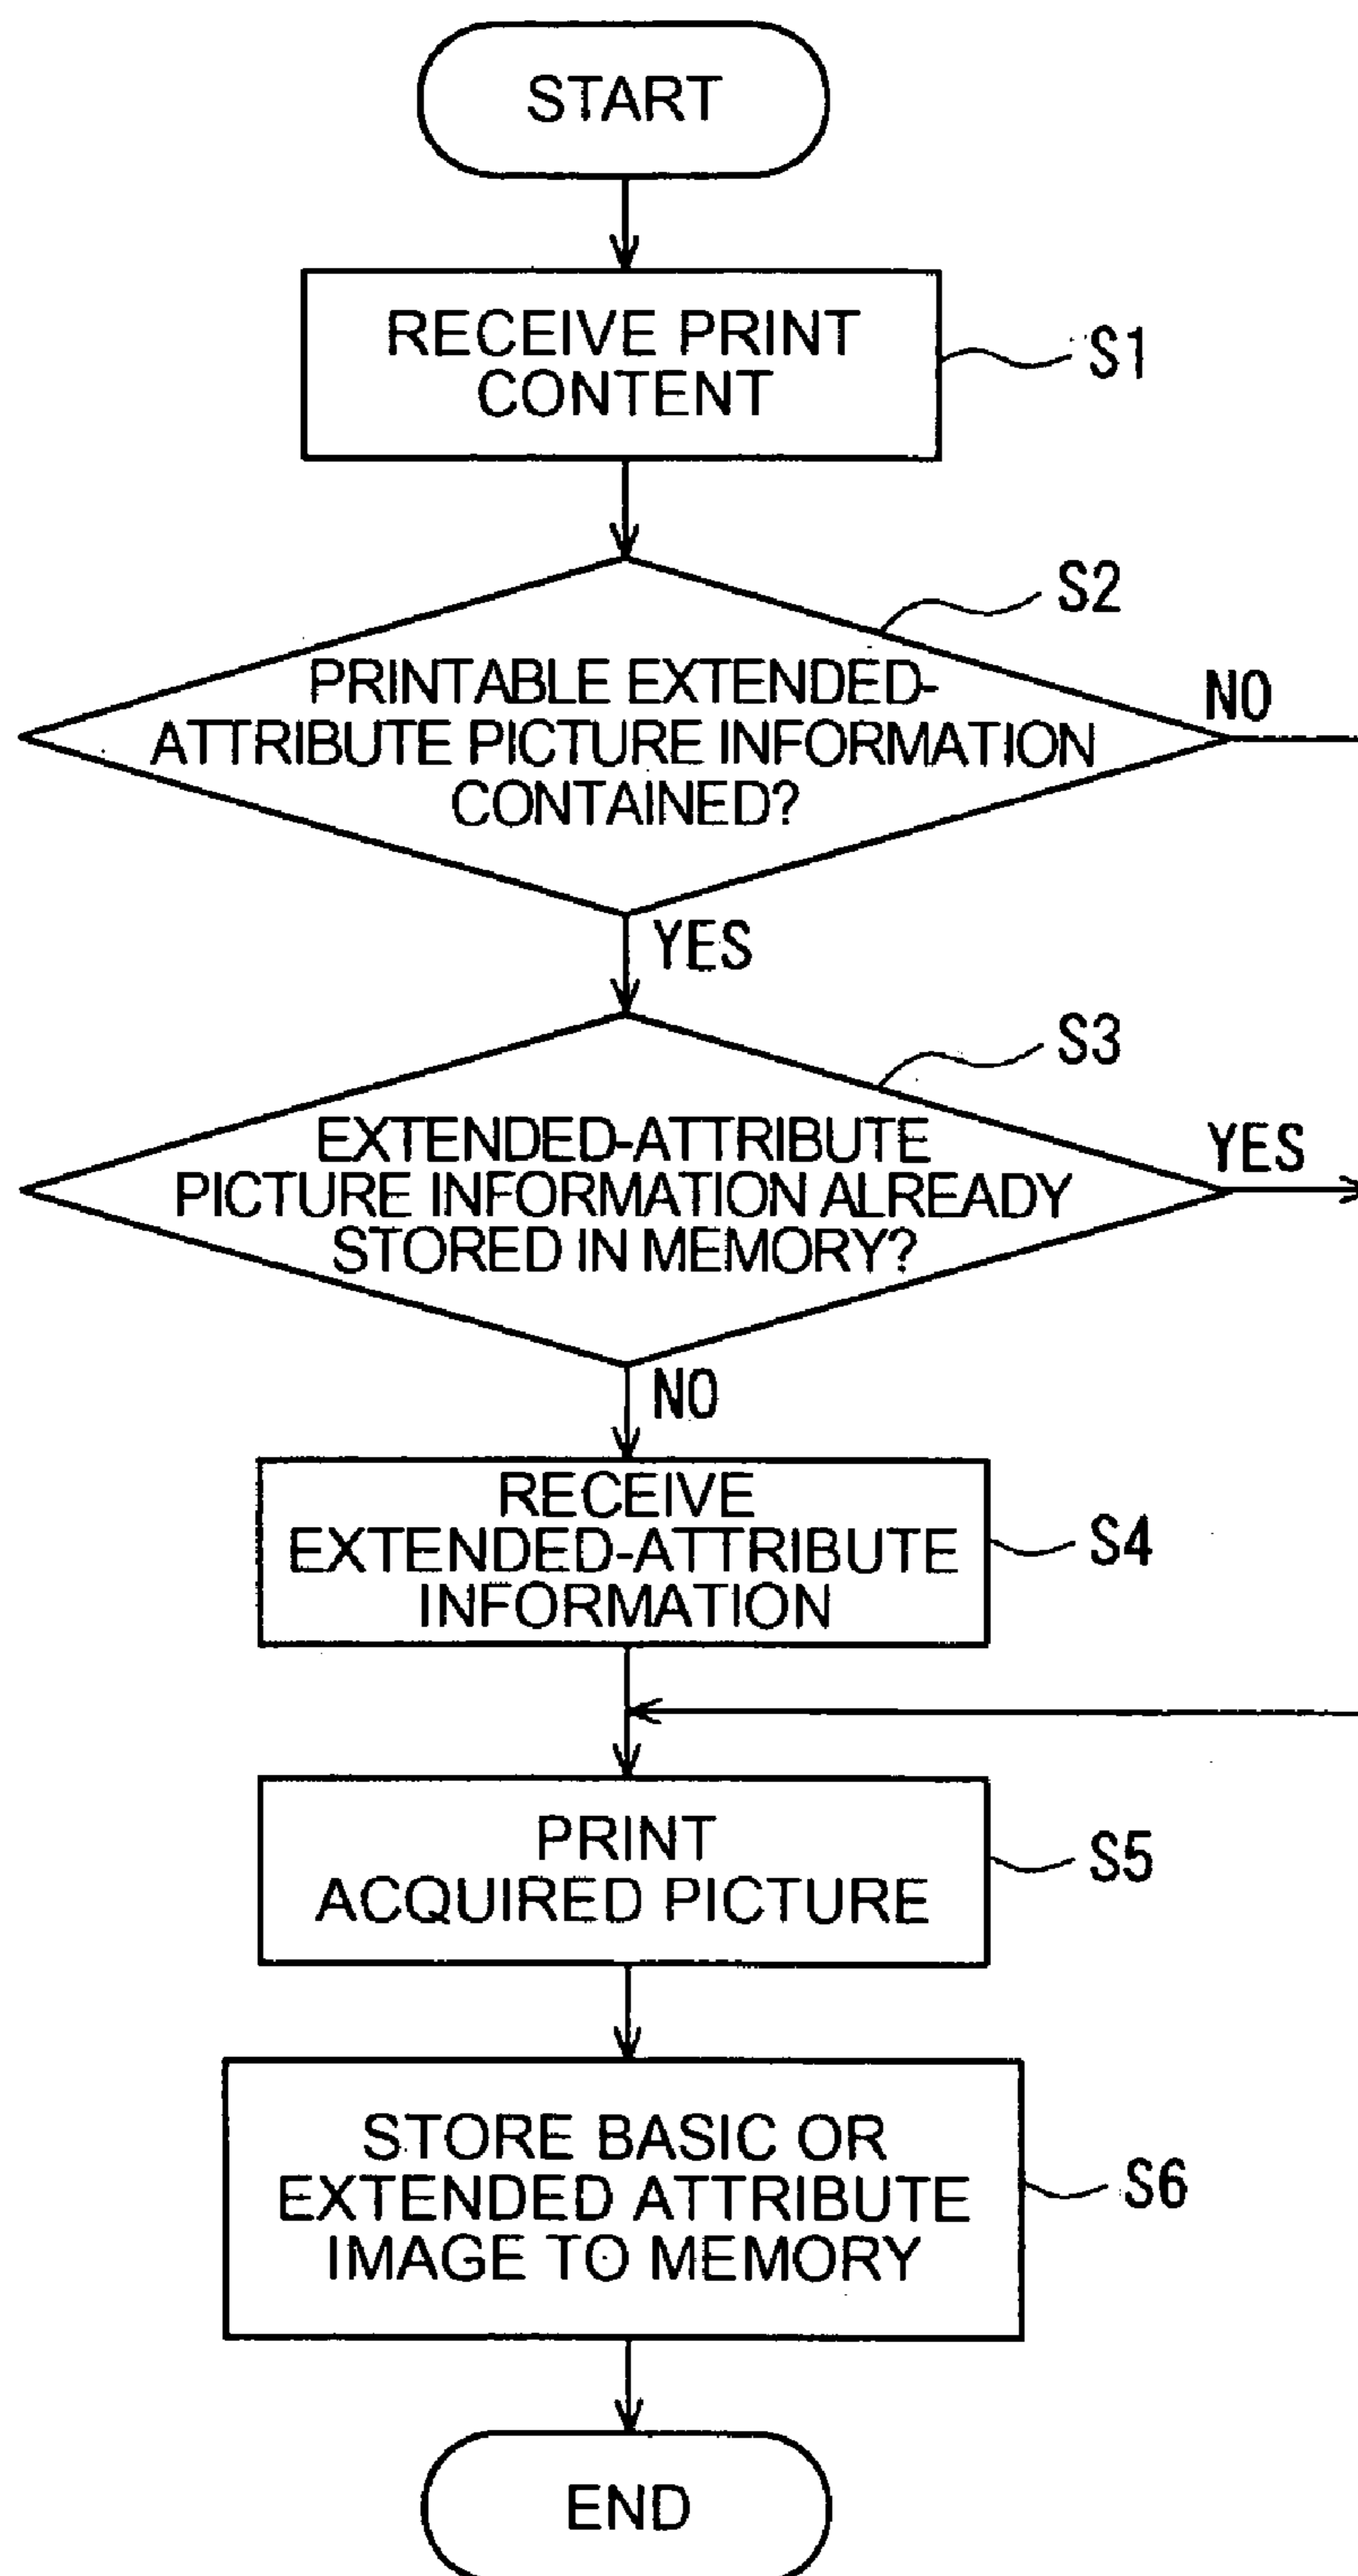 START
RECEIVE PRINT
CONTENT
S1
S2
PRINTABLE EXTENDED-
ATTRIBUTE PICTURE INFORMATION
CONTAINED?
NO
YES
S3
EXTENDED-ATTRIBUTE
PICTURE INFORMATION ALREADY
STORED IN MEMORY?
YES
NO
RECEIVE
EXTENDED-ATTRIBUTE
INFORMATION
S4
PRINT
ACQUIRED PICTURE
S5
STORE BASIC OR
EXTENDED ATTRIBUTE
IMAGE TO MEMORY
S6
END